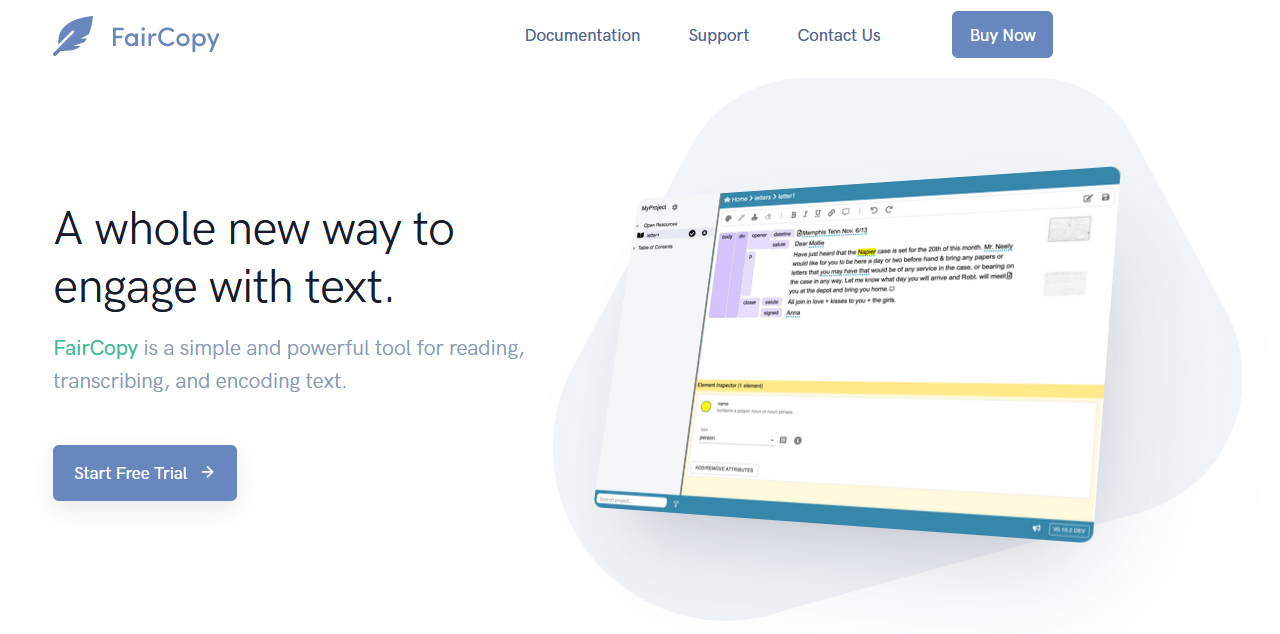 FairCopy
Documentation Support Contact Us Buy Now
A whole new way to
engage with text.
FairCopy is a simple and powerful tool for reading,
transcribing, and encoding text.
Start Free Trial
MyProject
Open Resources
letter1
Table of Contents
Home letters letter1
B I U
body div opener dateline Memphis Tenn Nov. 6/13
salute Dear Mollie
p Have just heard that the Napier case is set for the 20th of this month. Mr. Neely
would like for you to be here a day or two before hand & bring any papers or
letters that you may have that would be of any service in the case, or bearing on
the case in any way. Let me know what day you will arrive and Robt. will meet
you at the depot and bring you home.
closer salute All join in love + kisses to you + the girls.
signed Anna
Element Inspector (1 element)
name
contains a proper noun or noun phrase.
type
person
ADD/REMOVE ATTRIBUTES
Search project...
V0.10.2 DEV